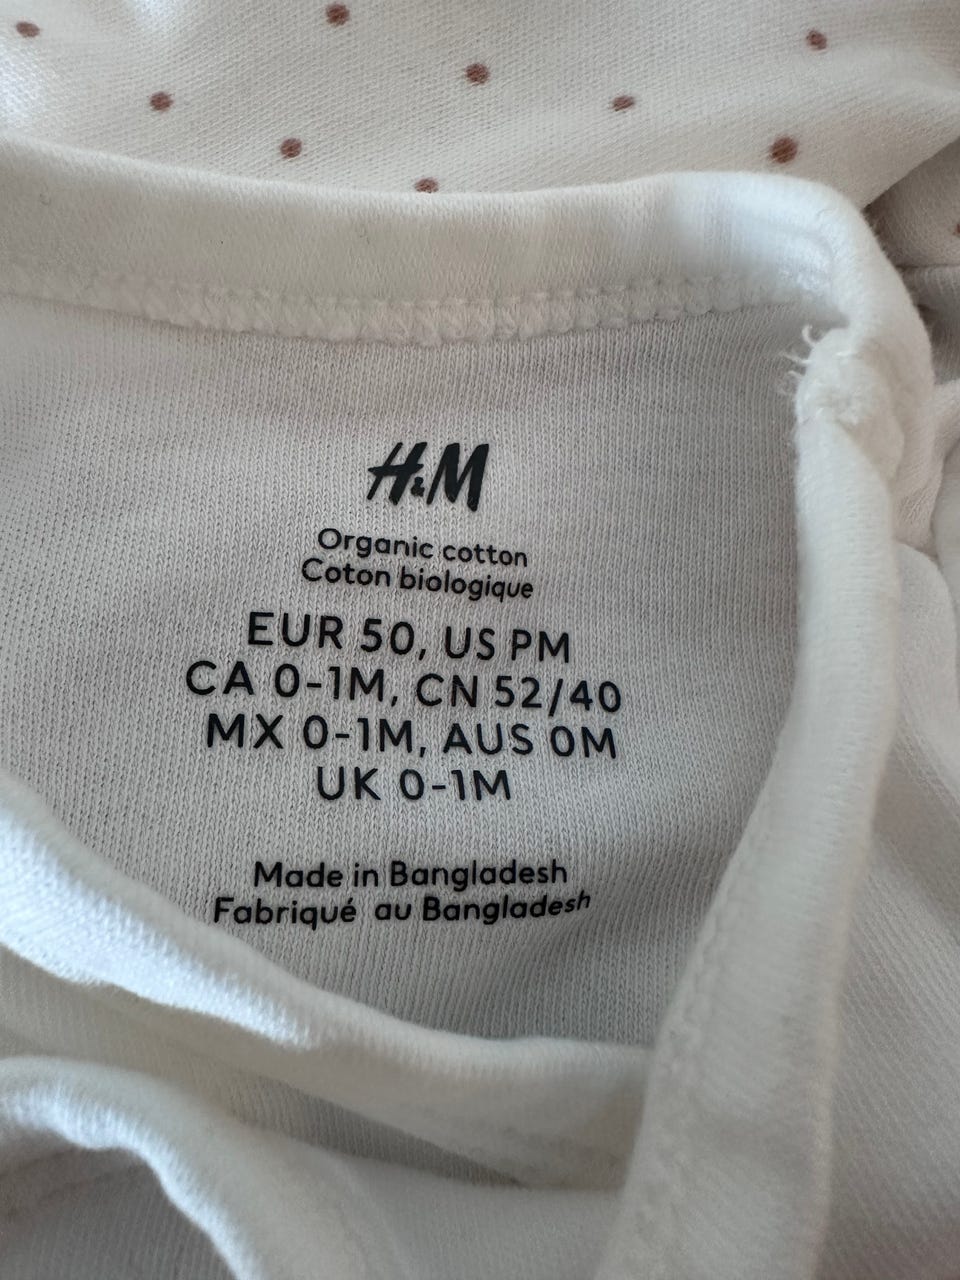 H&M
Organic cotton
Coton biologique
EUR 50, US PM
CA 0-1M, CN 52/40
MX 0-1M, AUS 0M
UK 0-1M
Made in Bangladesh
Fabriqué au Bangladesh